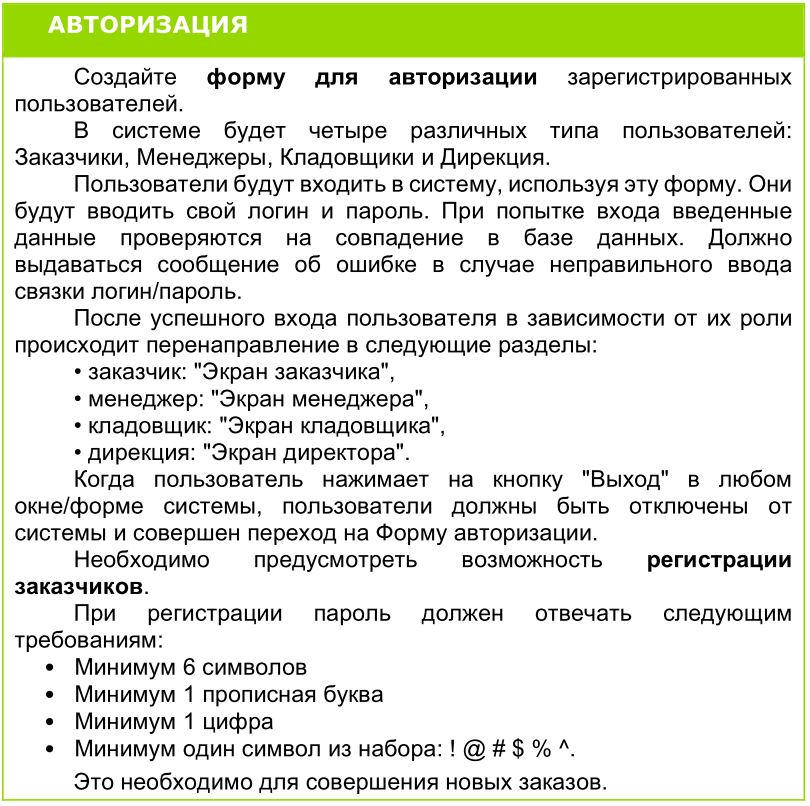 АВТОРИЗАЦИЯ
Создайте форму для авторизации зарегистрированных
пользователей.
В системе будет четыре различных типа пользователей:
Заказчики, Менеджеры, Кладовщики и Дирекция.
Пользователи будут входить в систему, используя эту форму. Они
будут вводить свой логин и пароль. При попытке входа введенные
данные проверяются на совпадение в базе данных. Должно
выдаваться сообщение об ошибке в случае неправильного ввода
связки логин/пароль.
После успешного входа пользователя в зависимости от их роли
происходит перенаправление в следующие разделы:
• заказчик: "Экран заказчика",
• менеджер: "Экран менеджера",
• кладовщик: "Экран кладовщика",
• дирекция: "Экран директора".
Когда пользователь нажимает на кнопку "Выход" в любом
окне/форме системы, пользователи должны быть отключены от
системы и совершен переход на Форму авторизации.
Необходимо предусмотреть возможность регистрации
заказчиков.
При регистрации пароль должен отвечать следующим
требованиям:
• Минимум 6 символов
• Минимум 1 прописная буква
• Минимум 1 цифра
• Минимум один символ из набора: ! @ # $ % ^.
Это необходимо для совершения новых заказов.